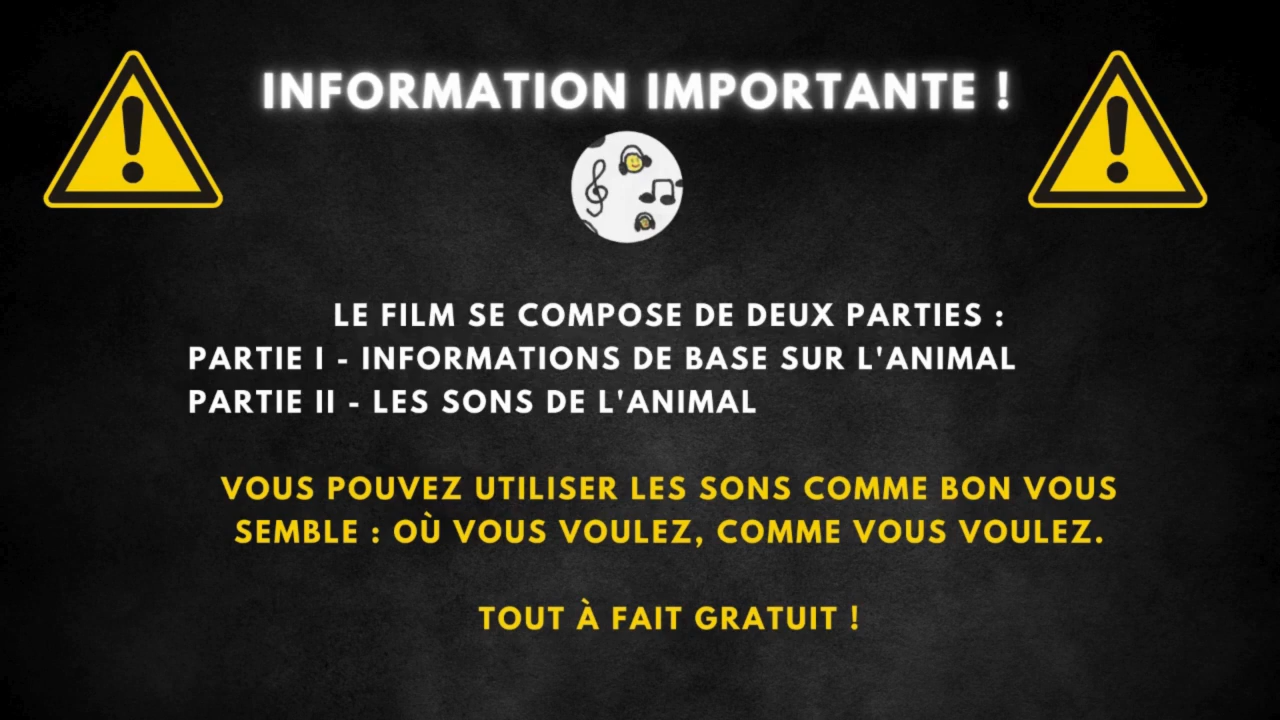 INFORMATION IMPORTANTE !
LE FILM SE COMPOSE DE DEUX PARTIES :
PARTIE I - INFORMATIONS DE BASE SUR L'ANIMAL
PARTIE II - LES SONS DE L'ANIMAL
VOUS POUVEZ UTILISER LES SONS COMME BON VOUS
SEMBLE : OÙ VOUS VOULEZ, COMME VOUS VOULEZ.
TOUT À FAIT GRATUIT !